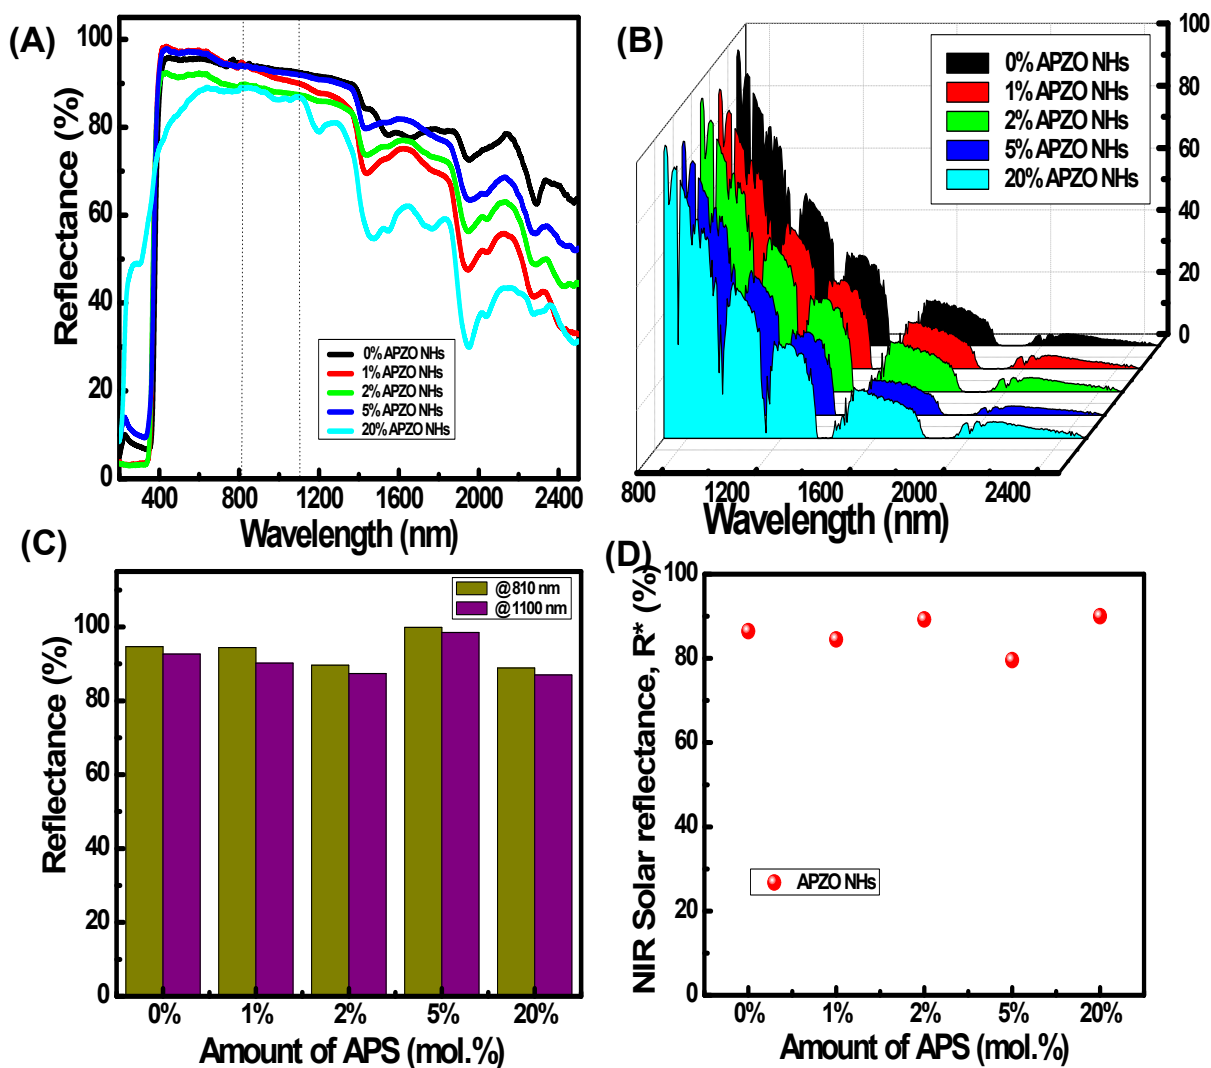 (A)
Reflectance (%)
100
80
60
40
20
0
0% APZO NHs
1% APZO NHs
2% APZO NHs
5% APZO NHs
20% APZO NHs
400 800 1200 1600 2000 2400
Wavelength (nm)
(B)
0% APZO NHs
1% APZO NHs
2% APZO NHs
5% APZO NHs
20% APZO NHs
100
80
60
40
20
0
800 1200 1600 2000 2400
Wavelength (nm)
(C)
Reflectance (%)
100
80
60
40
20
0
@810 nm
@1100 nm
0% 1% 2% 5% 20%
Amount of APS (mol.%)
(D)
NIR Solar reflectance, R* (%)
100
80
60
40
20
0
APZO NHs
0% 1% 2% 5% 20%
Amount of APS (mol.%)